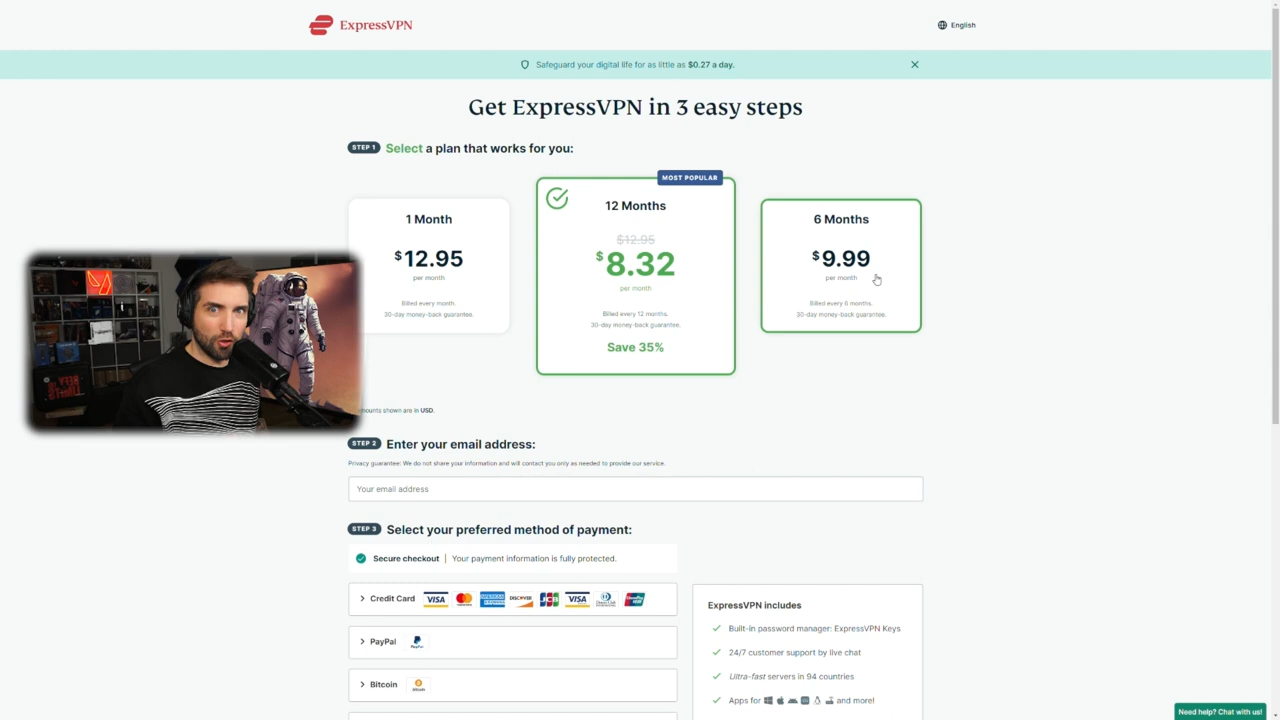 ExpressVPN
English
Safeguard your digital life for as little as $0.27 a day.
Get ExpressVPN in 3 easy steps
STEP 1 Select a plan that works for you:
1 Month
$12.95
per month
Billed every month.
30-day money-back guarantee.
MOST POPULAR
12 Months
$12.95
$8.32
per month
Billed every 12 months.
30-day money-back guarantee.
Save 35%
6 Months
$9.99
per month
Billed every 6 months.
30-day money-back guarantee.
mounts shown are in USD.
STEP 2 Enter your email address:
Privacy guarantee: We do not share your information and will contact you only as needed to provide our service.
Your email address
STEP 3 Select your preferred method of payment:
Secure checkout | Your payment information is fully protected.
Credit Card VISA AMERICAN EXPRESS DISCOVER JCB VISA
PayPal PayPal
Bitcoin bitcoin
ExpressVPN includes
Built-in password manager: ExpressVPN Keys
24/7 customer support by live chat
Ultra-fast servers in 94 countries
Apps for and more!
Need help? Chat with us!